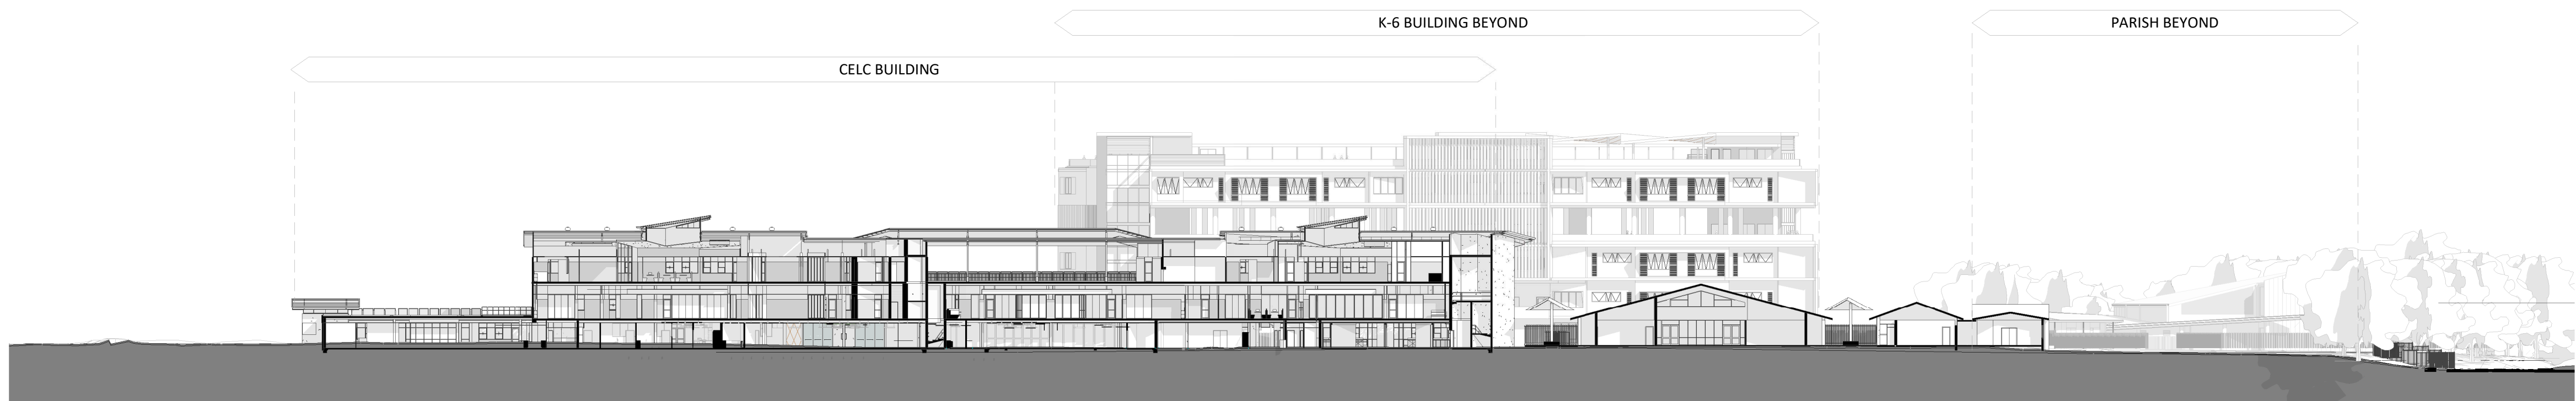 K-6 BUILDING BEYOND
PARISH BEYOND
CELC BUILDING